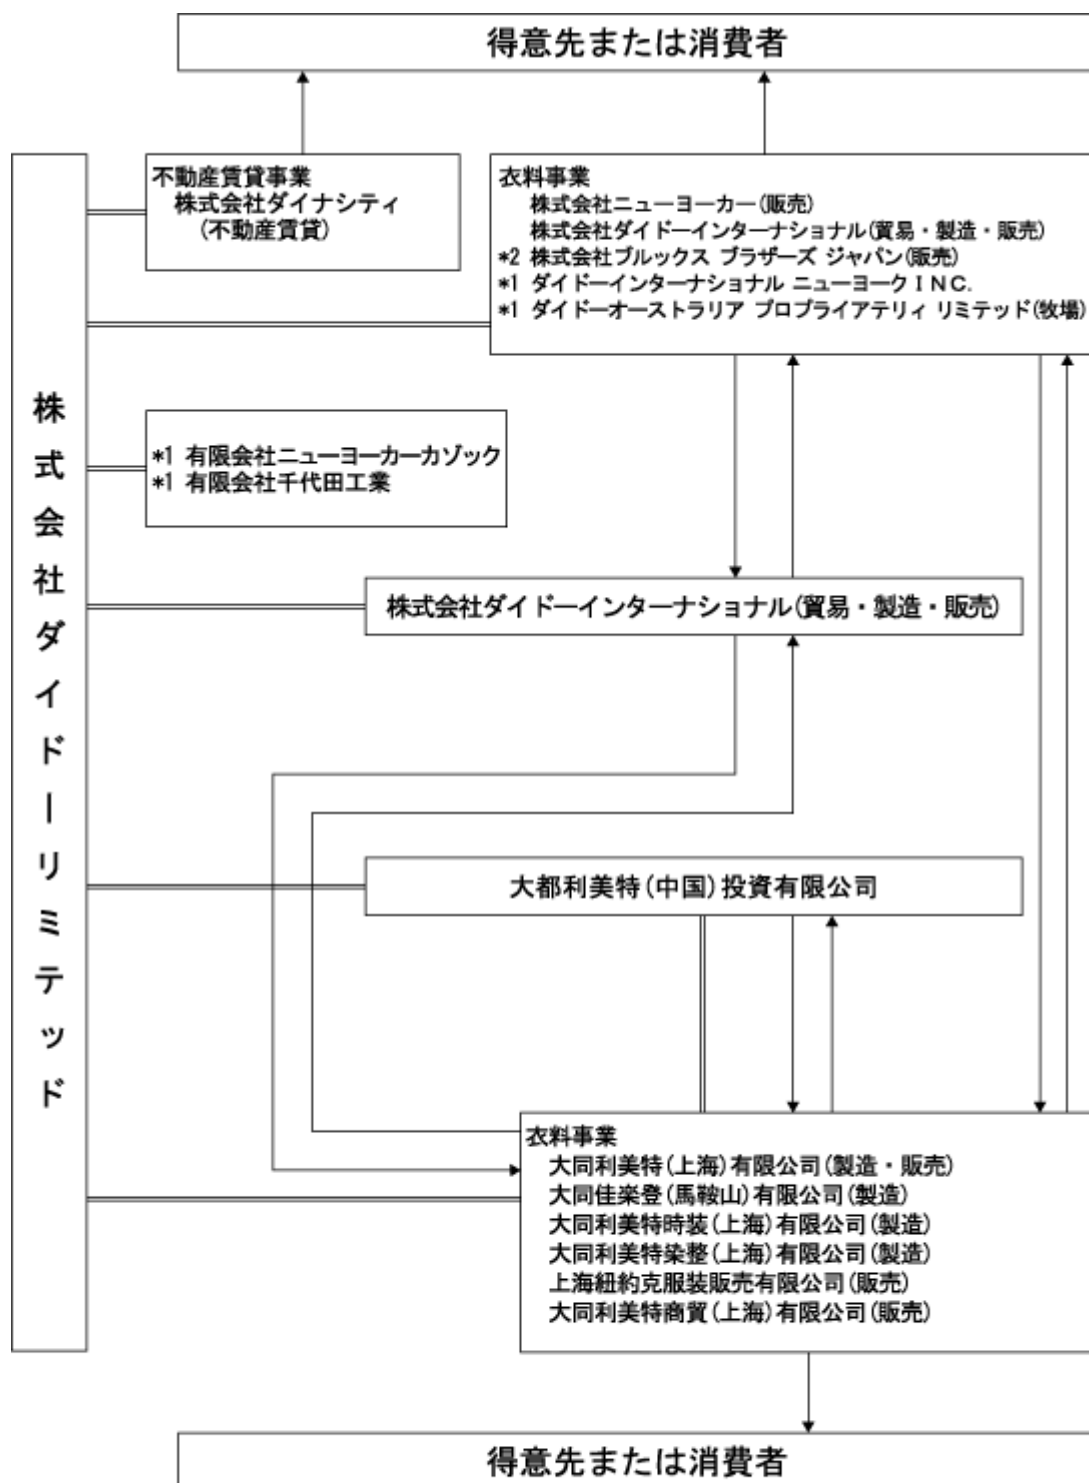 得意先または消費者
不動産賃貸事業
株式会社ダイナシティ
(不動産賃貸)
衣料事業
株式会社ニューヨーカー(販売)
株式会社ダイドーインターナショナル(貿易・製造・販売)
*2 株式会社ブルックス ブラザーズ ジャパン(販売)
*1 ダイドーインターナショナル ニューヨークＩＮＣ.
*1 ダイドーオーストラリア プロプライアテリィ リミテッド(牧場)
株式会社ダイドーリミテッド
*1 有限会社ニューヨーカーカゾック
*1 有限会社千代田工業
株式会社ダイドーインターナショナル(貿易・製造・販売)
大都利美特(中国)投資有限公司
衣料事業
大同利美特(上海)有限公司(製造・販売)
大同佳楽登(馬鞍山)有限公司(製造)
大同利美特時装(上海)有限公司(製造)
大同利美特染整(上海)有限公司(製造)
上海紐約克服装販売有限公司(販売)
大同利美特商貿(上海)有限公司(販売)
得意先または消費者